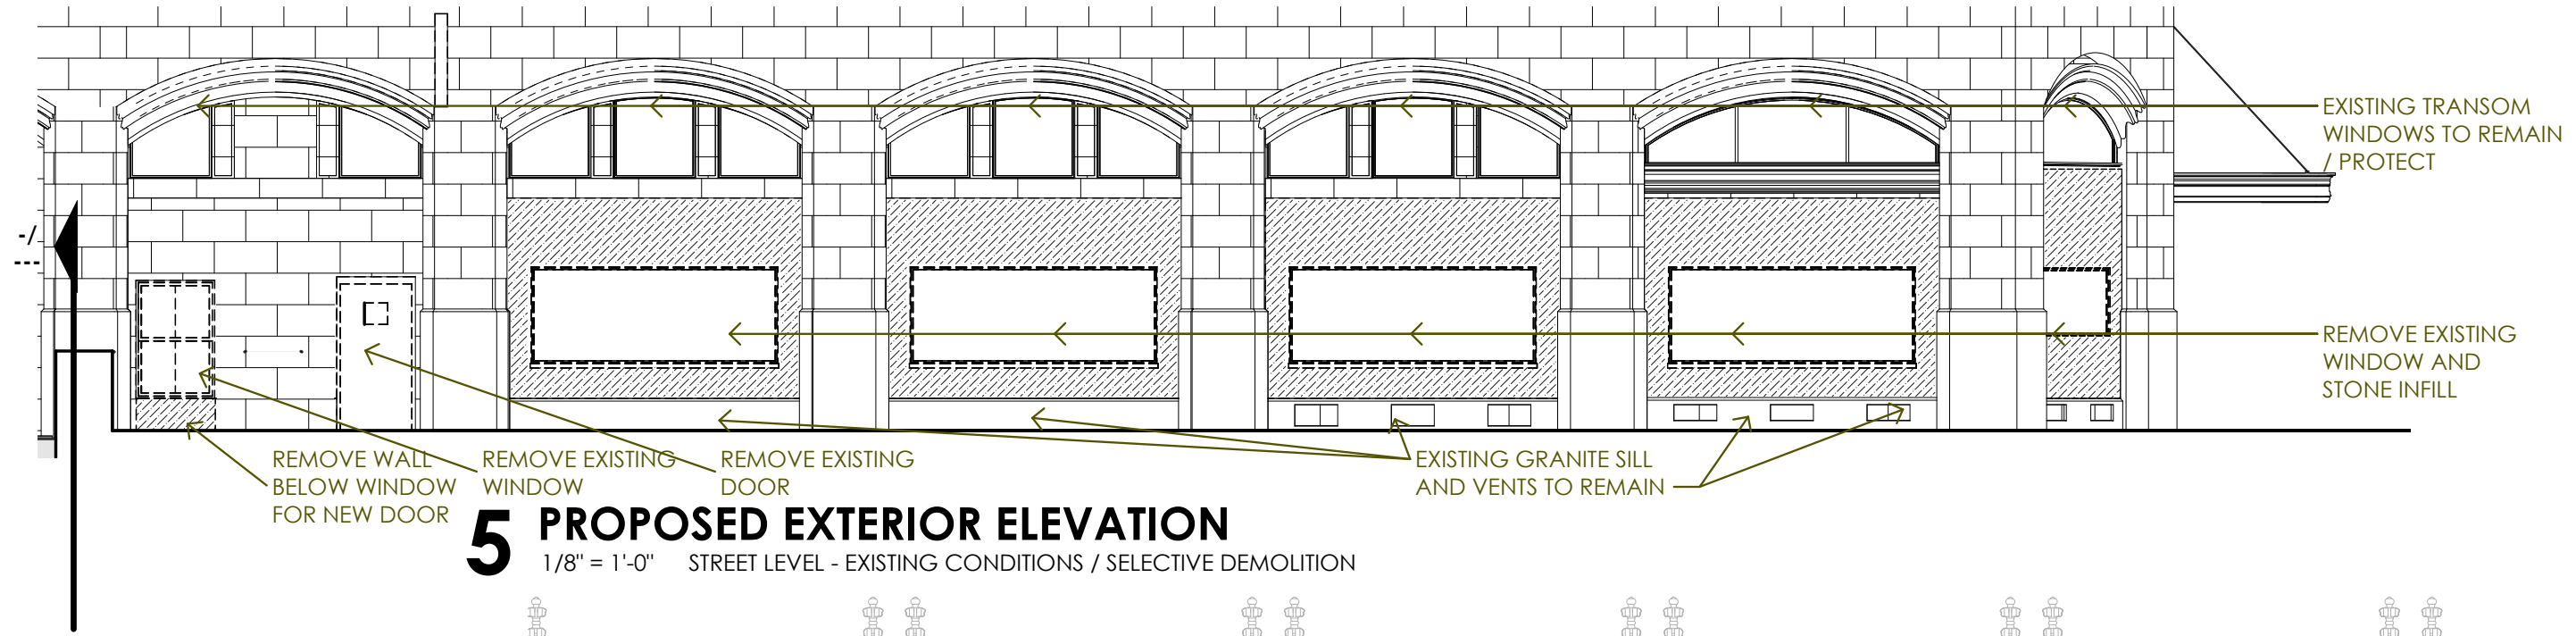 EXISTING TRANSOM
WINDOWS TO REMAIN
/ PROTECT
-/
---
REMOVE EXISTING
WINDOW AND
STONE INFILL
REMOVE WALL
BELOW WINDOW
FOR NEW DOOR
REMOVE EXISTING
WINDOW
REMOVE EXISTING
DOOR
EXISTING GRANITE SILL
AND VENTS TO REMAIN
5 PROPOSED EXTERIOR ELEVATION
1/8" = 1'-0" STREET LEVEL - EXISTING CONDITIONS / SELECTIVE DEMOLITION